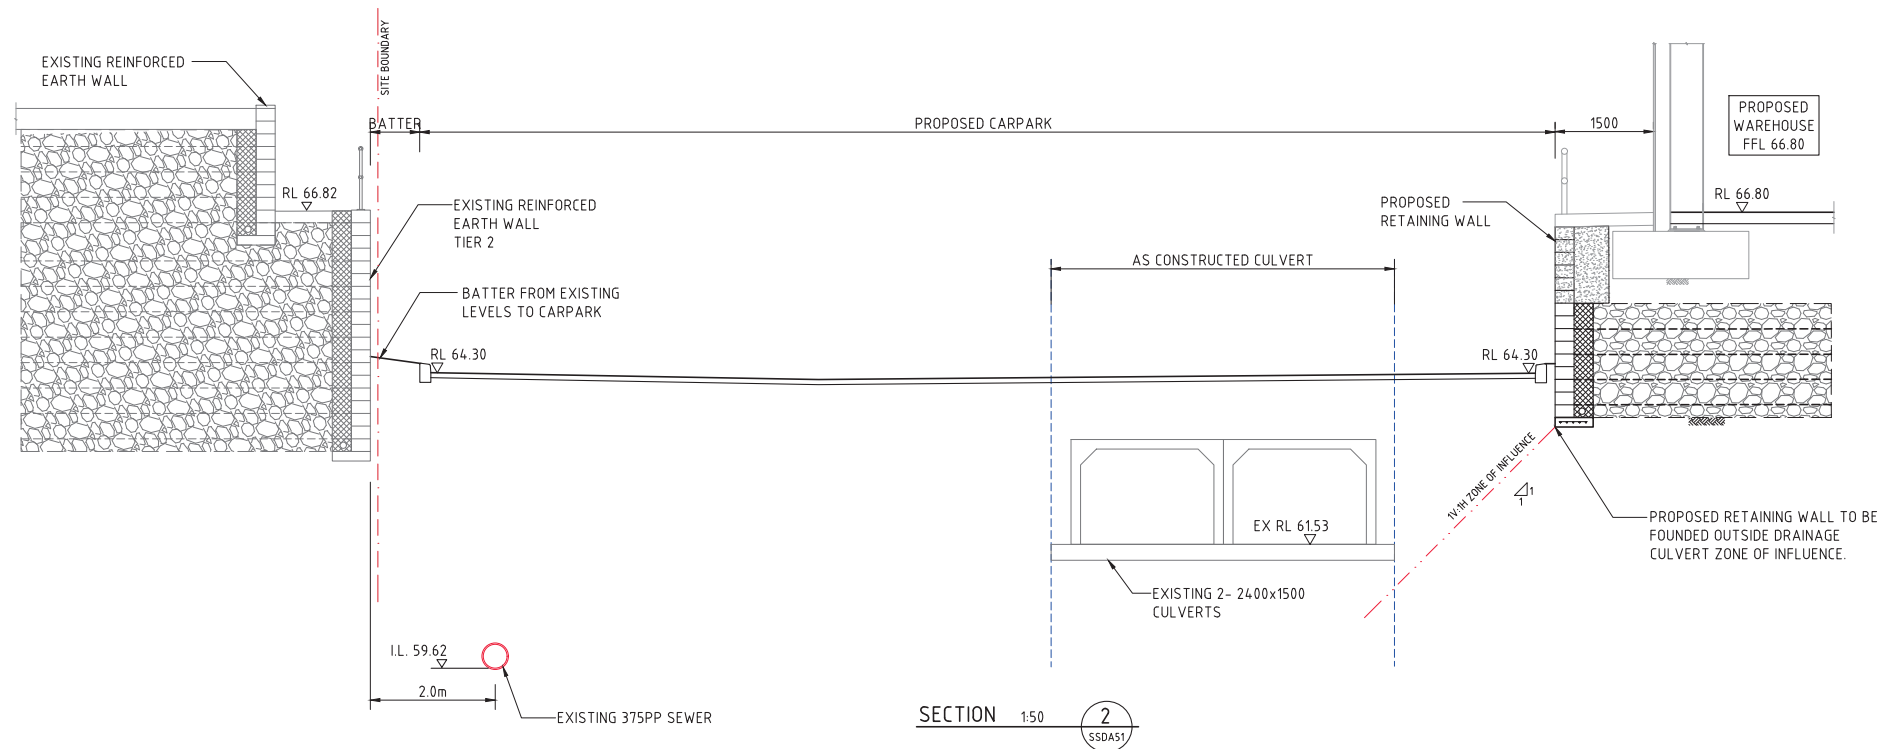 SITE BOUNDARY
EXISTING REINFORCED
EARTH WALL
BATTER
PROPOSED CARPARK
1500
PROPOSED
WAREHOUSE
FFL 66.80
RL 66.82
EXISTING REINFORCED
EARTH WALL
TIER 2
PROPOSED
RETAINING WALL
RL 66.80
AS CONSTRUCTED CULVERT
BATTER FROM EXISTING
LEVELS TO CARPARK
RL 64.30
RL 64.30
1V:1H ZONE OF INFLUENCE
1
1
EX RL 61.53
PROPOSED RETAINING WALL TO BE
FOUNDED OUTSIDE DRAINAGE
CULVERT ZONE OF INFLUENCE.
EXISTING 2- 2400x1500
CULVERTS
I.L. 59.62
2.0m
EXISTING 375PP SEWER
SECTION 1:50
2
SSDA51